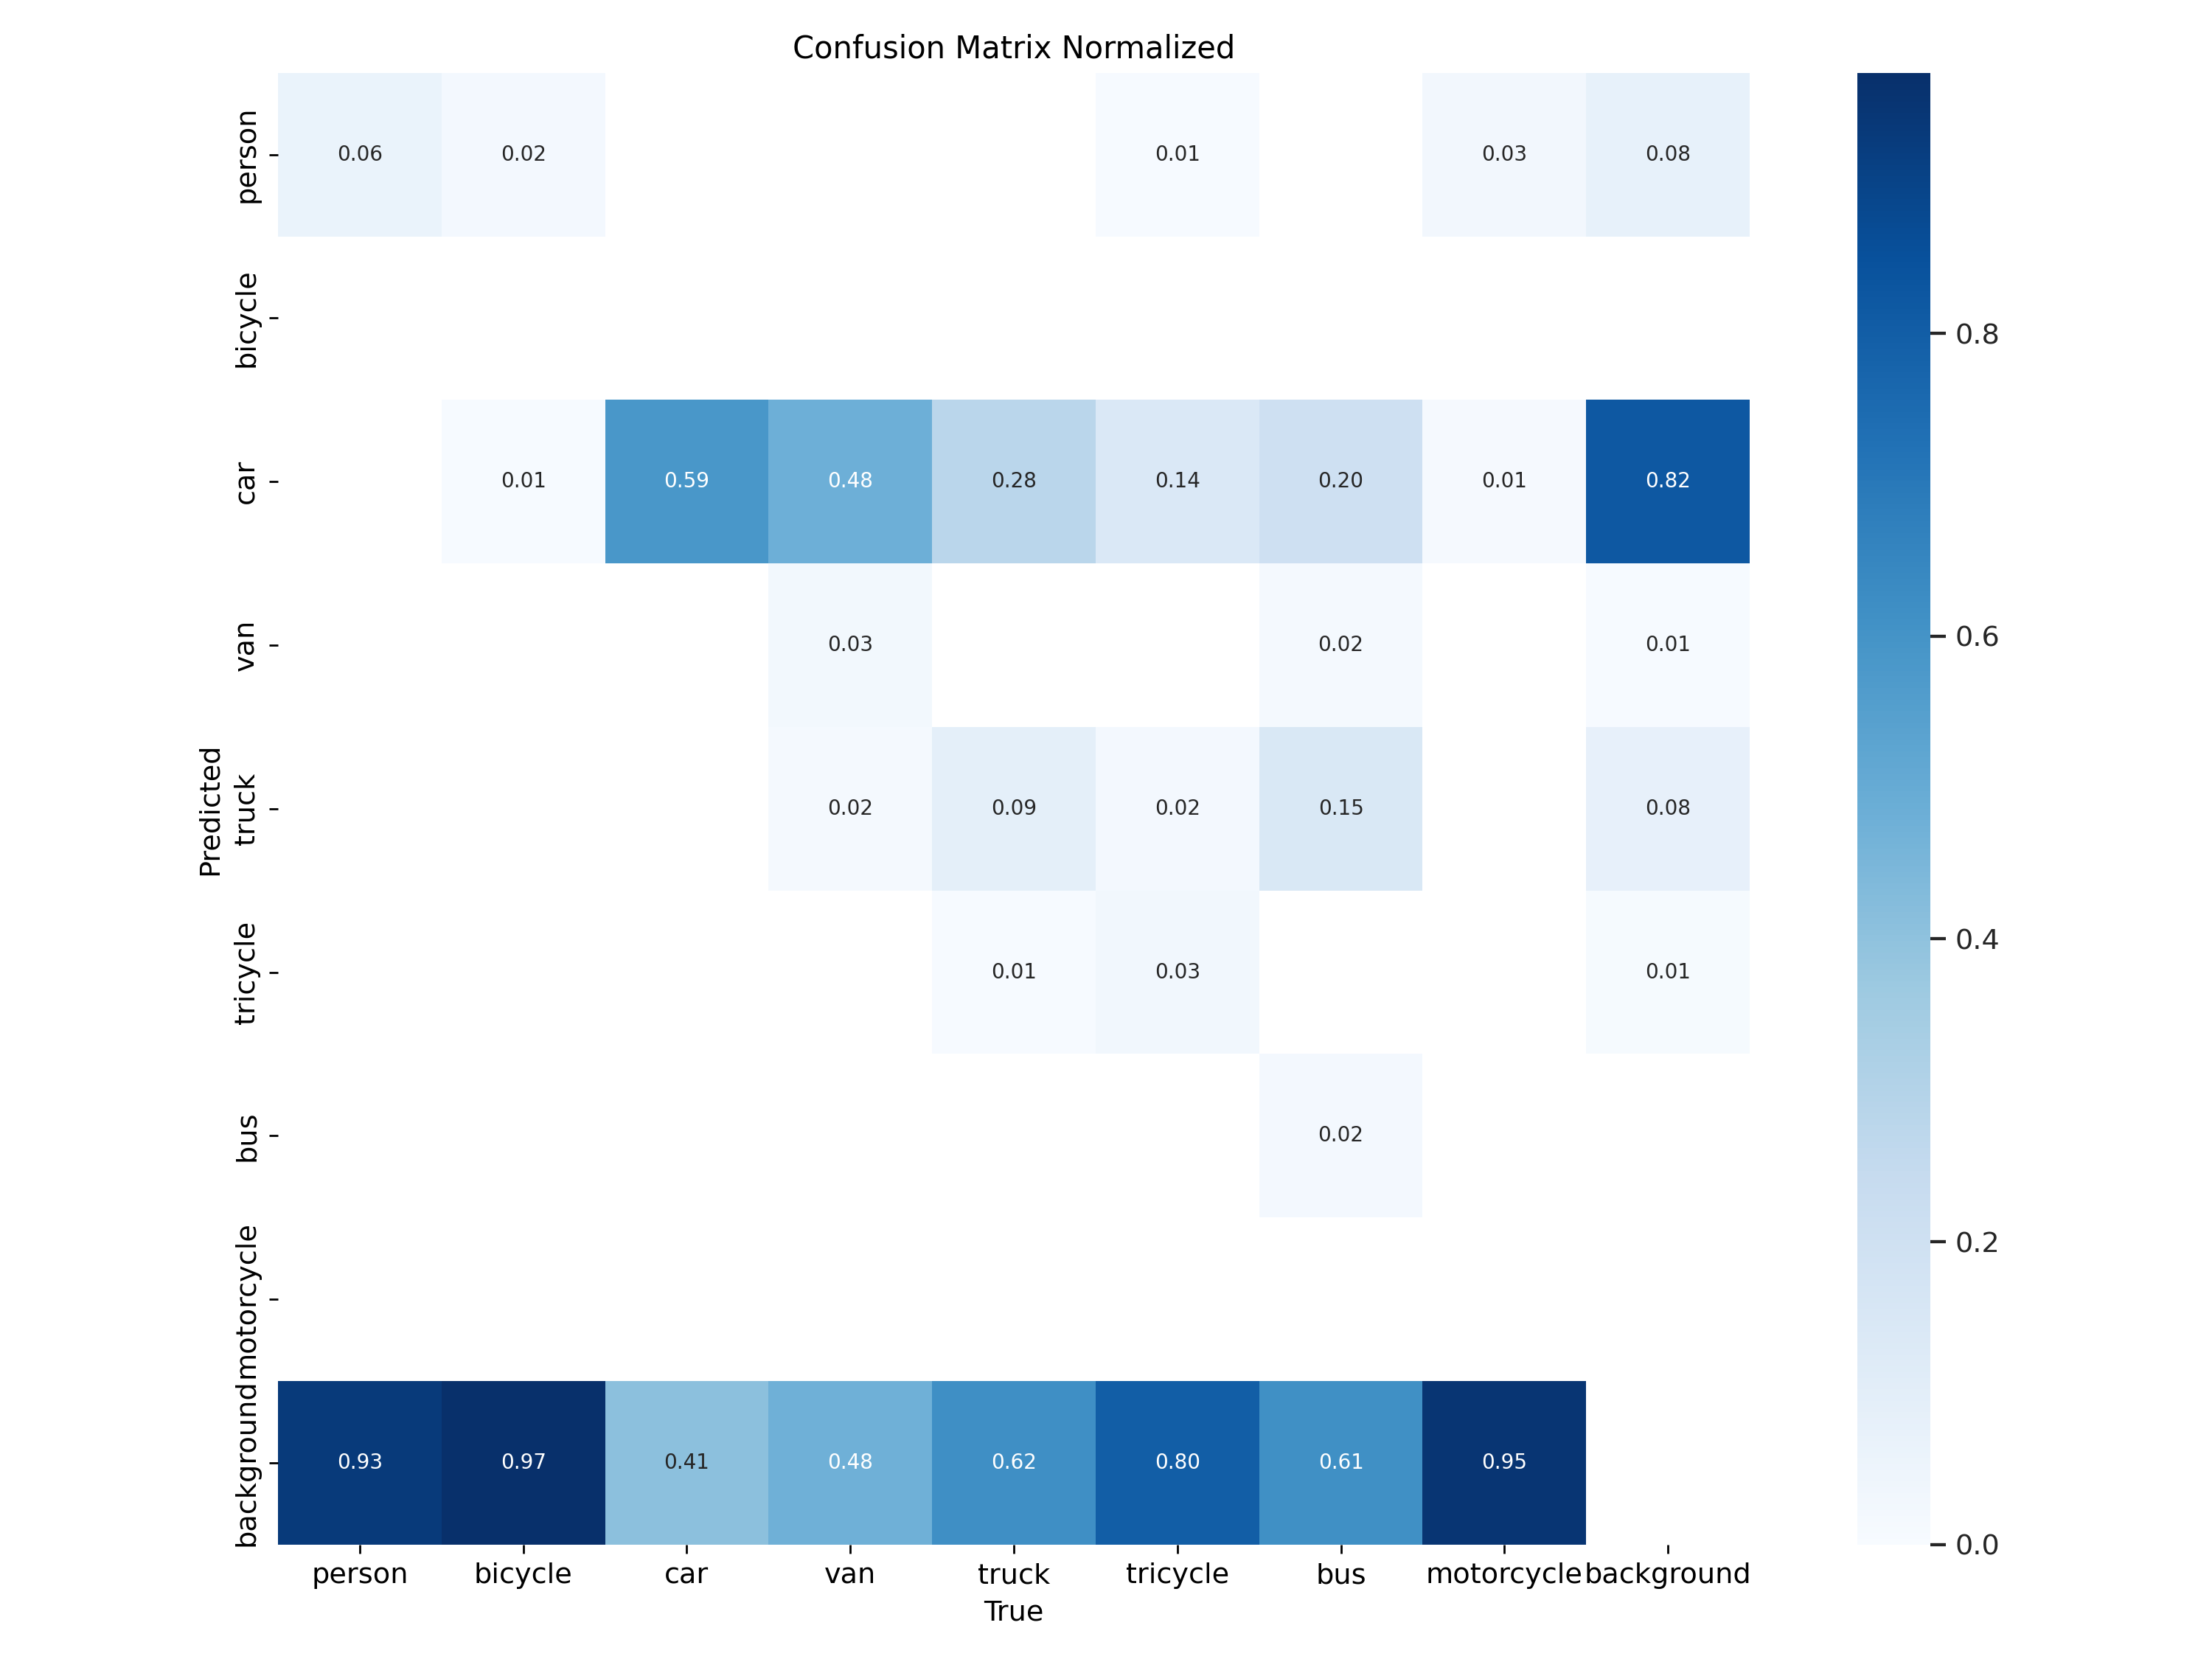 Confusion Matrix Normalized
person
0.06 0.02 0.01 0.03 0.08
bicycle
0.8
car
0.01 0.59 0.48 0.28 0.14 0.20 0.01 0.82
0.6
van
0.03 0.02 0.01
Predicted
truck
0.02 0.09 0.02 0.15 0.08
0.4
tricycle
0.01 0.03 0.01
bus
0.02
0.2
motorcycle
background
0.93 0.97 0.41 0.48 0.62 0.80 0.61 0.95
0.0
person bicycle car van truck tricycle bus motorcycle background
True